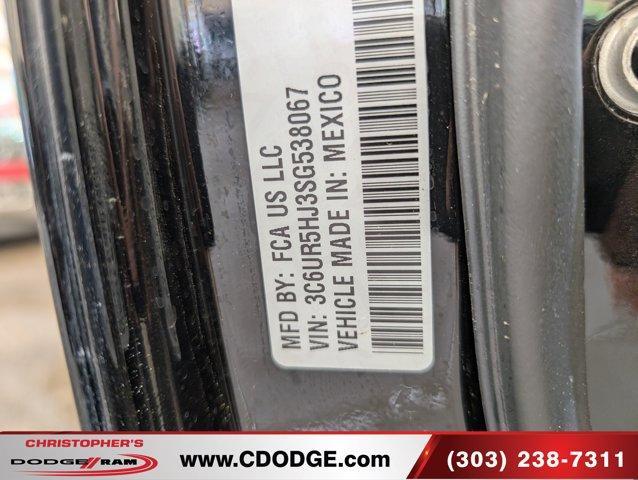 MFD BY: FCA US LLC
VIN: 3C6UR5HJ3SG538067
VEHICLE MADE IN: MEXICO
CHRISTOPHER'S
DODGE RAM
www.CDODGE.com
(303) 238-7311